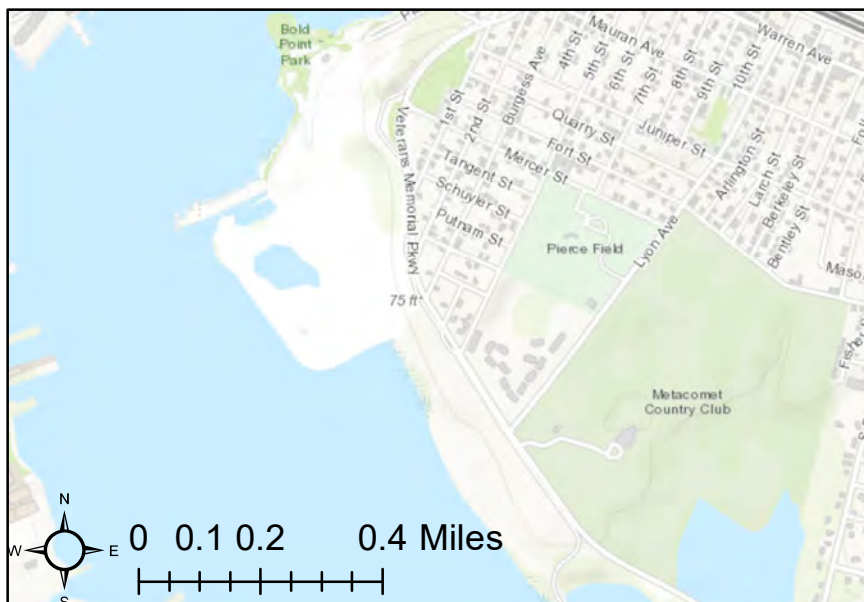 Bold
Point
Park
Mauran Ave
Warren Ave
4th St
5th St
6th St
7th St
8th St
9th St
10th St
Burgess Ave
1st St
2nd St
Quarry St
Juniper St
Fort St
Mercer St
Tangent St
Schuyler St
Putnam St
Veterans Memorial Pkwy
Arlington St
Larch St
Berkeley St
Bentley St
Lyon Ave
Pierce Field
75 ft
Metacomet
Country Club
N
W
E
S
0 0.1 0.2 0.4 Miles